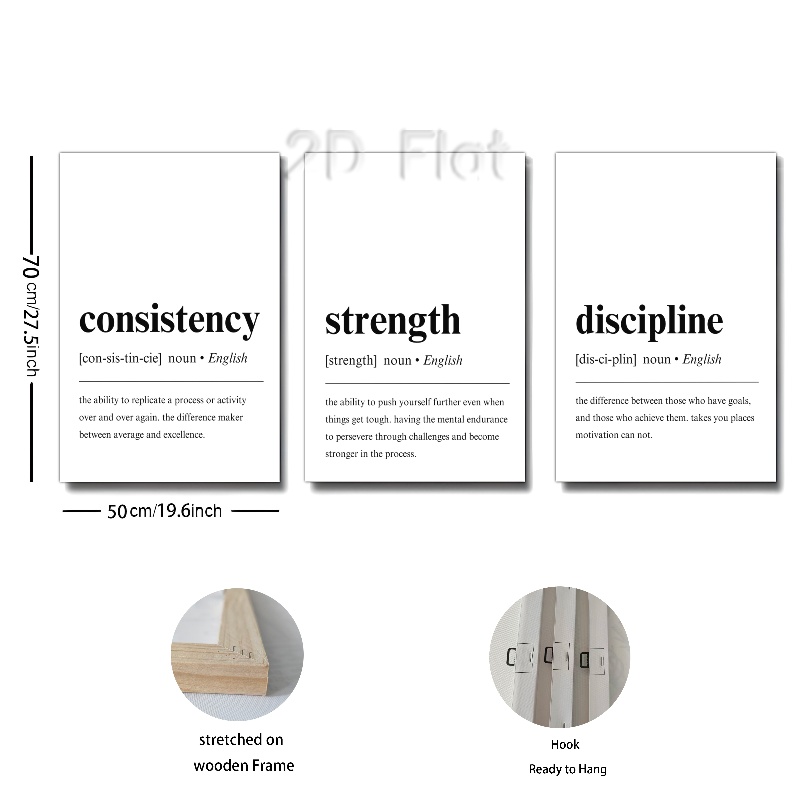 2D Flat
70 cm/27.5inch
consistency
[con-sis-tin-cie] noun • English
the ability to replicate a process or activity
over and over again. the difference maker
between average and excellence.
strength
[strength] noun • English
the ability to push yourself further even when
things get tough. having the mental endurance
to persevere through challenges and become
stronger in the process.
discipline
[dis-ci-plin] noun • English
the difference between those who have goals,
and those who achieve them. takes you places
motivation can not.
50cm/19.6inch
stretched on
wooden Frame
Hook
Ready to Hang